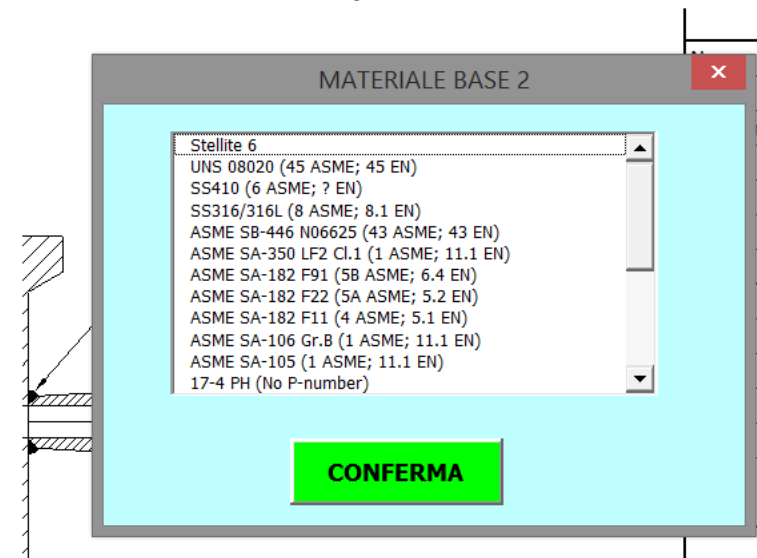 MATERIALE BASE 2
Stellite 6
UNS 08020 (45 ASME; 45 EN)
SS410 (6 ASME; ? EN)
SS316/316L (8 ASME; 8.1 EN)
ASME SB-446 N06625 (43 ASME; 43 EN)
ASME SA-350 LF2 Cl.1 (1 ASME; 11.1 EN)
ASME SA-182 F91 (5B ASME; 6.4 EN)
ASME SA-182 F22 (5A ASME; 5.2 EN)
ASME SA-182 F11 (4 ASME; 5.1 EN)
ASME SA-106 Gr.B (1 ASME; 11.1 EN)
ASME SA-105 (1 ASME; 11.1 EN)
17-4 PH (No P-number)
CONFERMA